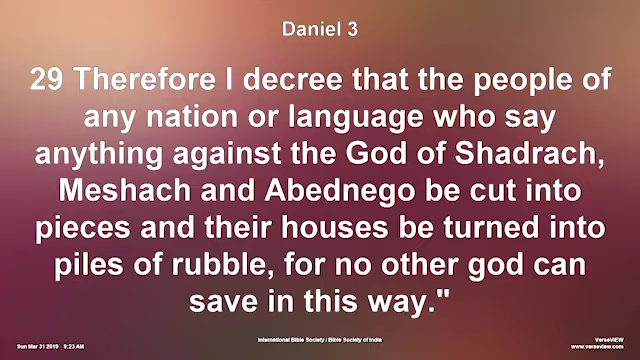 Daniel 3
29 Therefore I decree that the people of
any nation or language who say
anything against the God of Shadrach,
Meshach and Abednego be cut into
pieces and their houses be turned into
piles of rubble, for no other god can
save in this way."
International Bible Society / Bible Society of India
VerseVIEW
Sun Mar 31 2019 9:23 AM
www.verseview.com